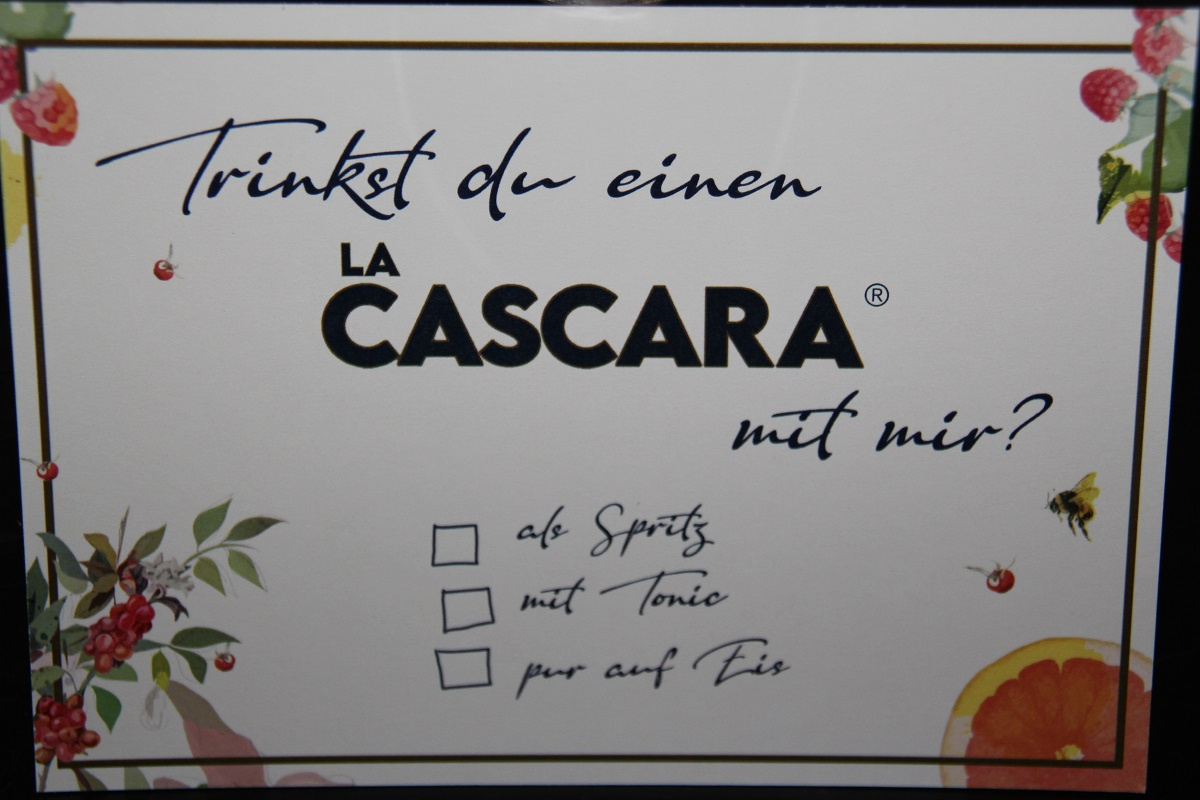 Trinkst du einen
LA
CASCARA®
mit mir?
als Spritz
mit Tonic
pur auf Eis